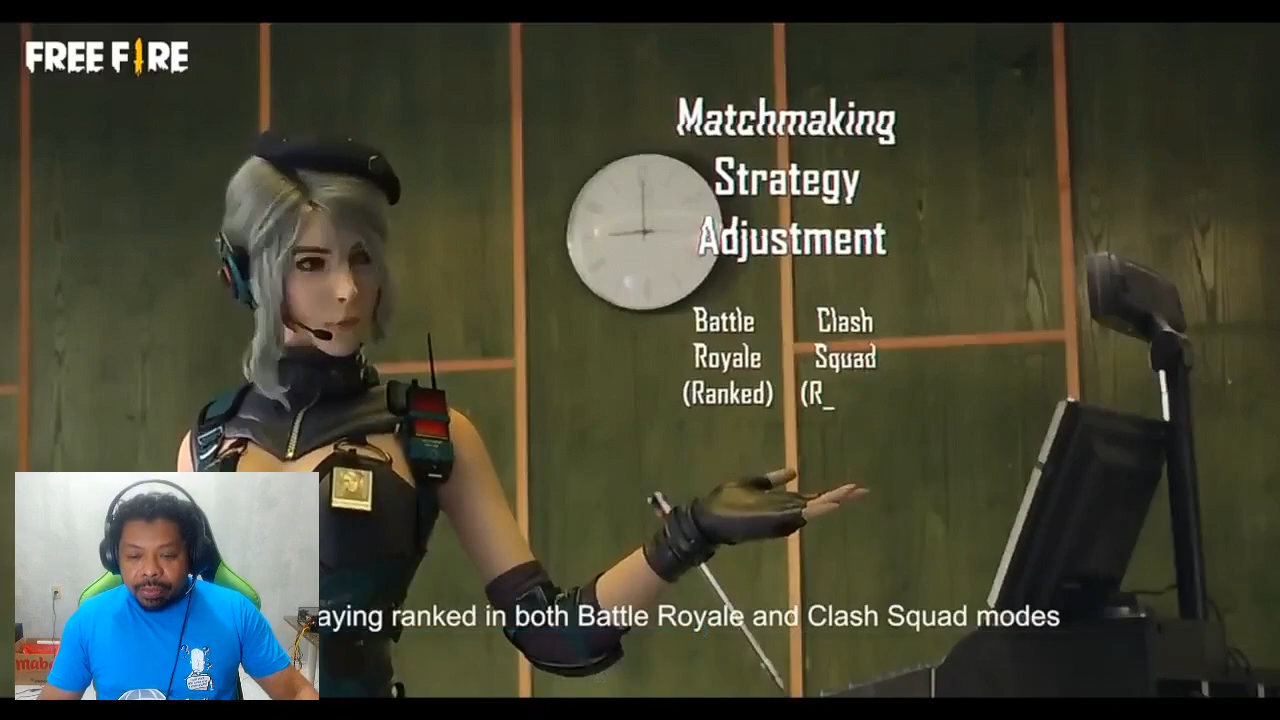 FREE FIRE
Matchmaking
Strategy
Adjustment
Battle Clash
Royale Squad
(Ranked) (R_
aying ranked in both Battle Royale and Clash Squad modes